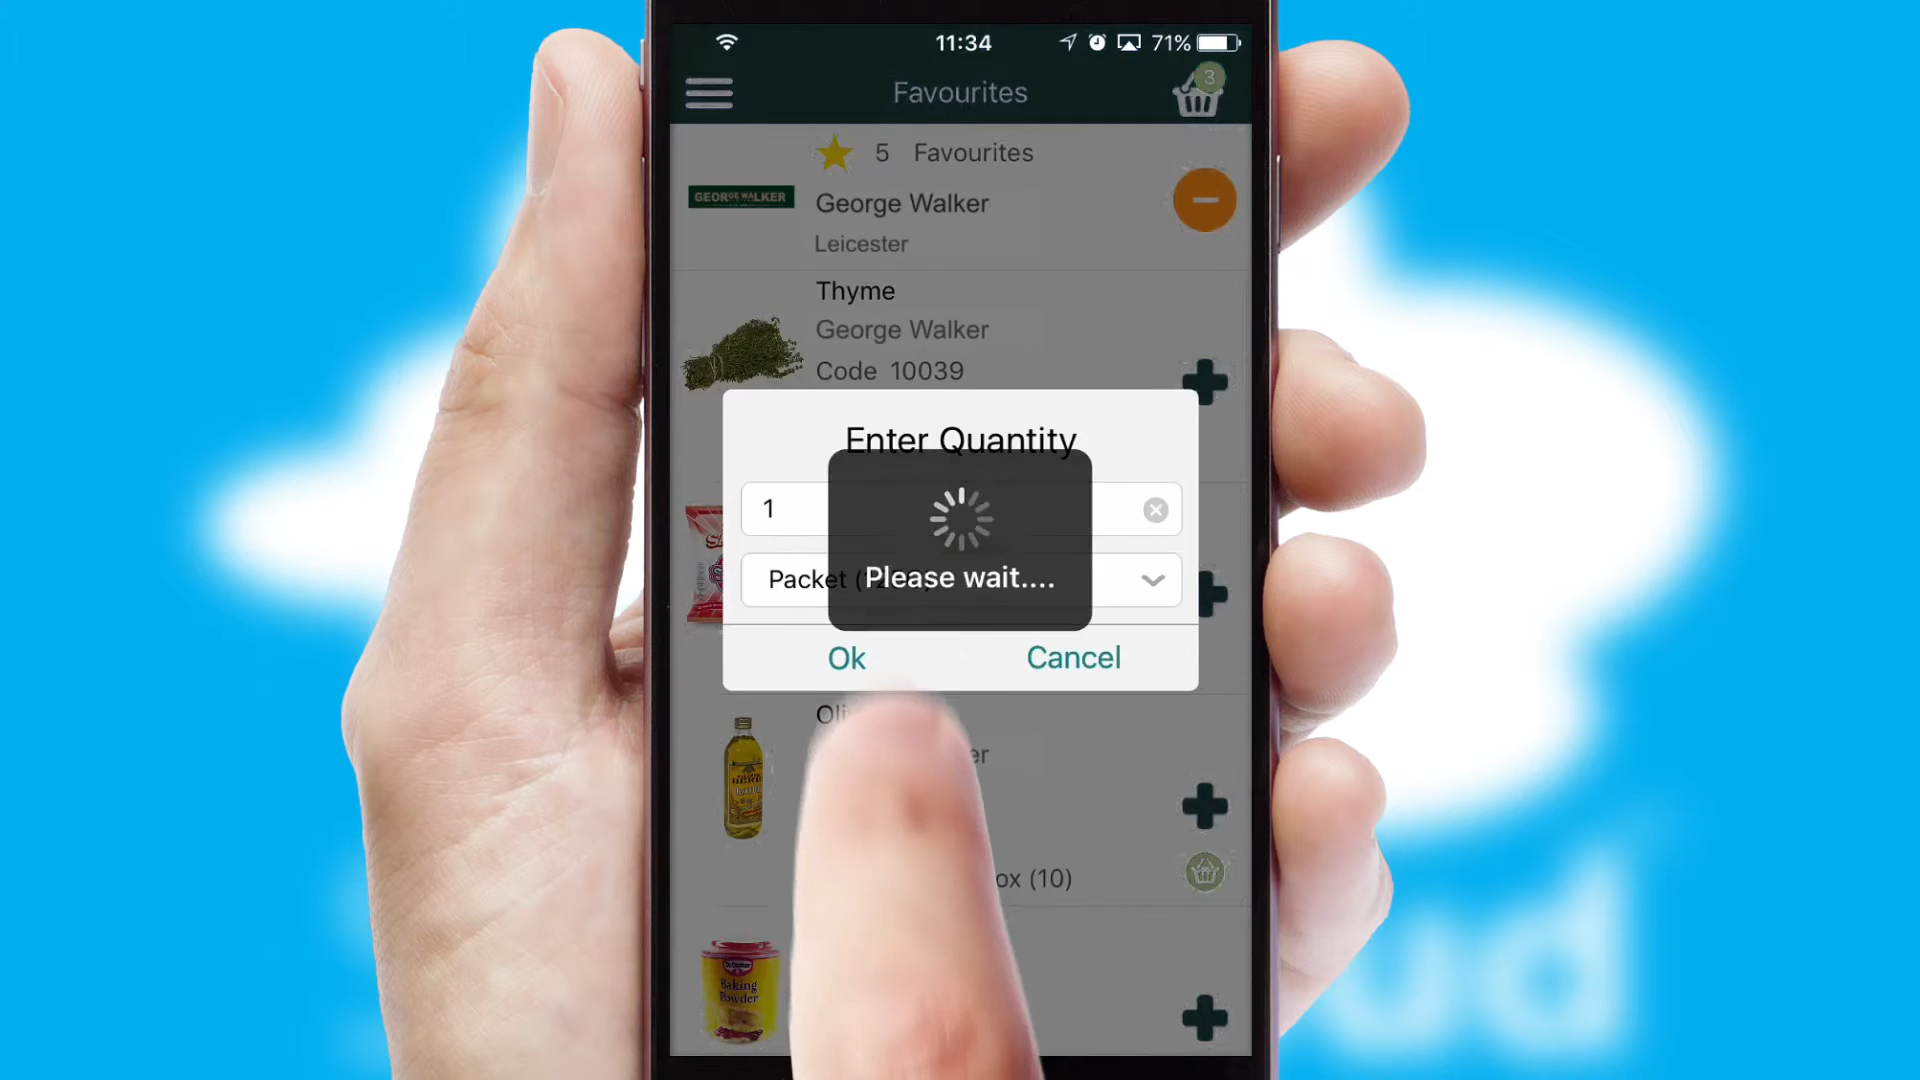 11:34
71%
Favourites
3
5 Favourites
GEORGE WALKER
George Walker
Leicester
Thyme
George Walker
Code 10039
Enter Quantity
1
Packet
Please wait....
Ok
Cancel
(10)
Baking
Powder
ud